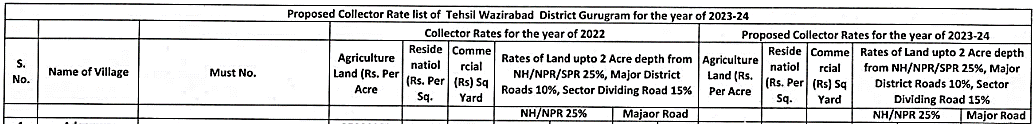 Proposed Collector Rate list of Tehsil Wazirabad District Gurugram for the year of 2023-24
Collector Rates for the year of 2022
Proposed Collector Rates for the year of 2023-24
S. No.
Name of Village
Must No.
Agriculture
Land (Rs. Per
Acre
Reside
natiol
(Rs. Per
Sq.
Comme
rcial
(Rs) Sq
Yard
Rates of Land upto 2 Acre depth from
NH/NPR/SPR 25%, Major District
Roads 10%, Sector Dividing Road 15%
Agriculture
Land (Rs.
Per Acre
Reside
natiol
(Rs. Per
Sq.
Comme
rcial
(Rs) Sq
Yard
Rates of Land upto 2 Acre depth
from NH/NPR/SPR 25%, Major
District Roads 10%, Sector
Dividing Road 15%
NH/NPR 25%
Majaor Road
NH/NPR 25%
Major Road